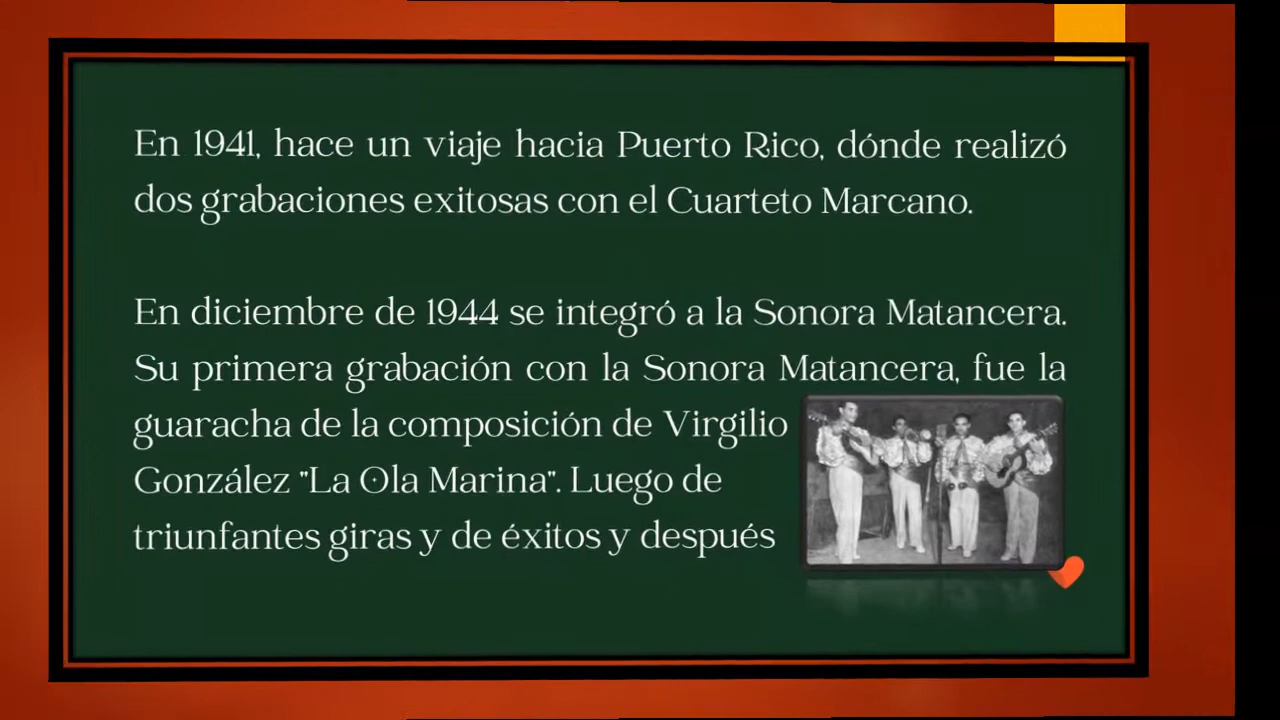 En 1941, hace un viaje hacia Puerto Rico, dónde realizó
dos grabaciones exitosas con el Cuarteto Marcano.
En diciembre de 1944 se integró a la Sonora Matancera.
Su primera grabación con la Sonora Matancera, fue la
guaracha de la composición de Virgilio
González "La Ola Marina". Luego de
triunfantes giras y de éxitos y después